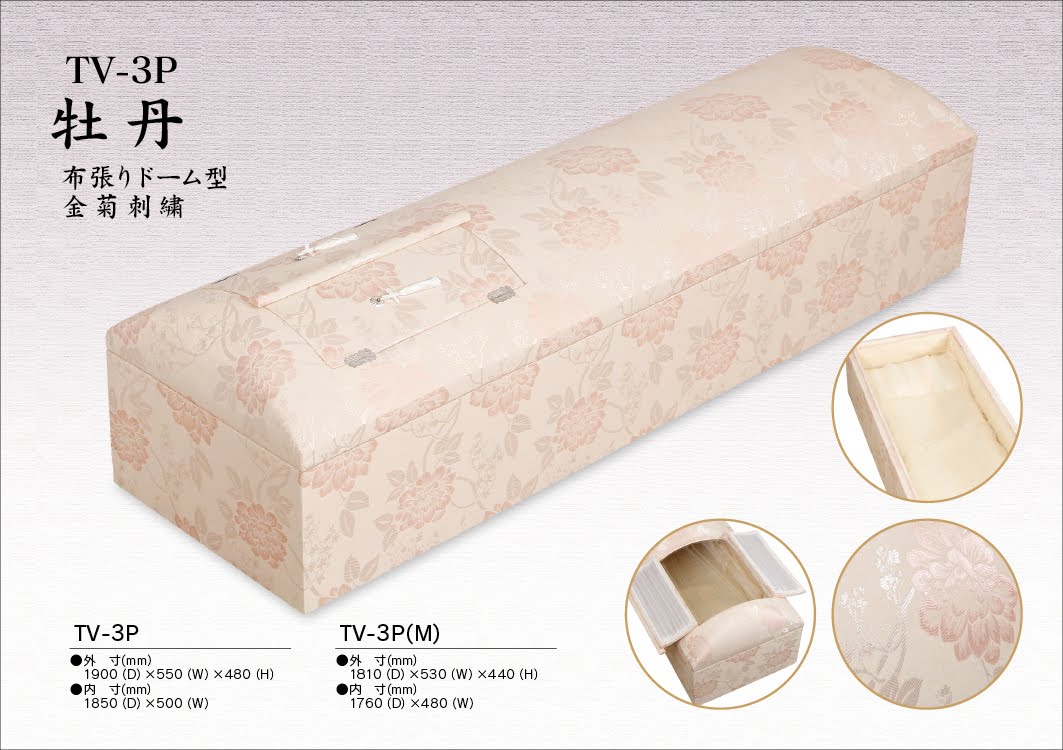 TV-3P
牡丹
布張りドーム型
金菊刺繍
TV-3P
●外　寸(mm)
1900 (D) ×550 (W) ×480 (H)
●内　寸(mm)
1850 (D) ×500 (W)
TV-3P(M)
●外　寸(mm)
1810 (D) ×530 (W) ×440 (H)
●内　寸(mm)
1760 (D) ×480 (W)